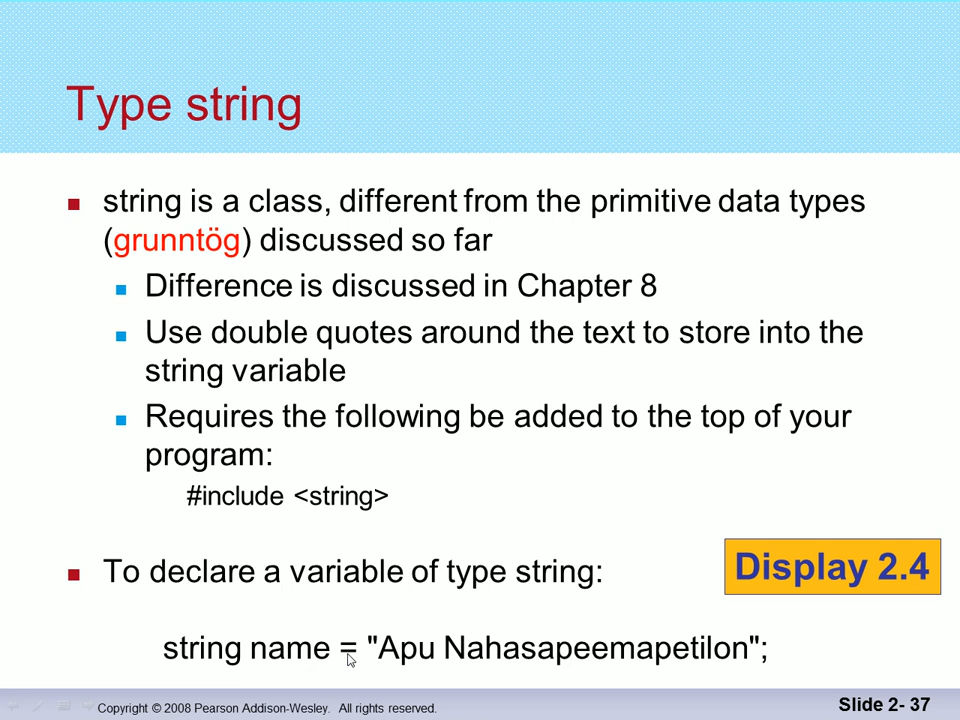 Type string
string is a class, different from the primitive data types
(grunntög) discussed so far
Difference is discussed in Chapter 8
Use double quotes around the text to store into the
string variable
Requires the following be added to the top of your
program:
#include <string>
To declare a variable of type string:
Display 2.4
string name = "Apu Nahasapeemapetilon";
Copyright © 2008 Pearson Addison-Wesley. All rights reserved.
Slide 2- 37